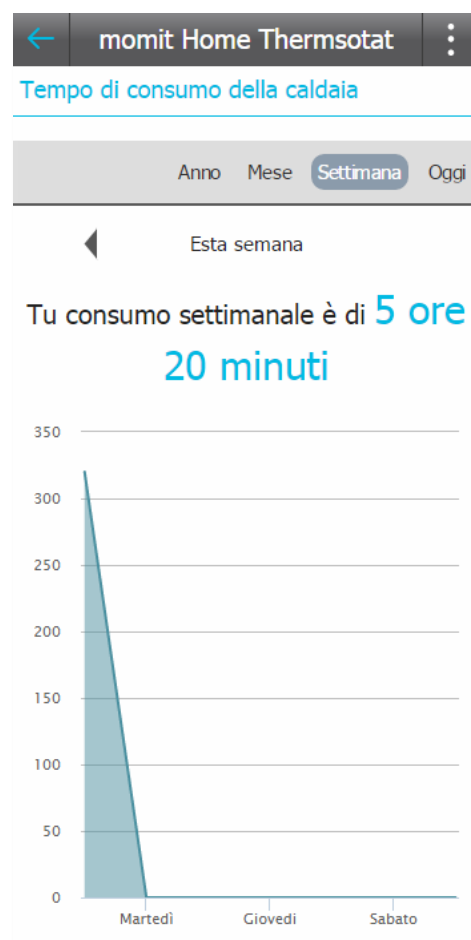 momit Home Thermsotat
Tempo di consumo della caldaia
Anno Mese Settimana Oggi
Esta semana
Tu consumo settimanale è di 5 ore
20 minuti
350
300
250
200
150
100
50
0
Martedì Giovedi Sabato